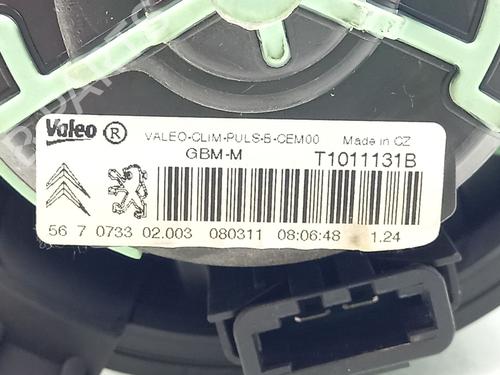 Valeo ® VALEO-CLIM-PULS-B-CEM00 Made in CZ
GBM-M T1011131B
56 7 0733 02.003 080311 08:06:48 1.24